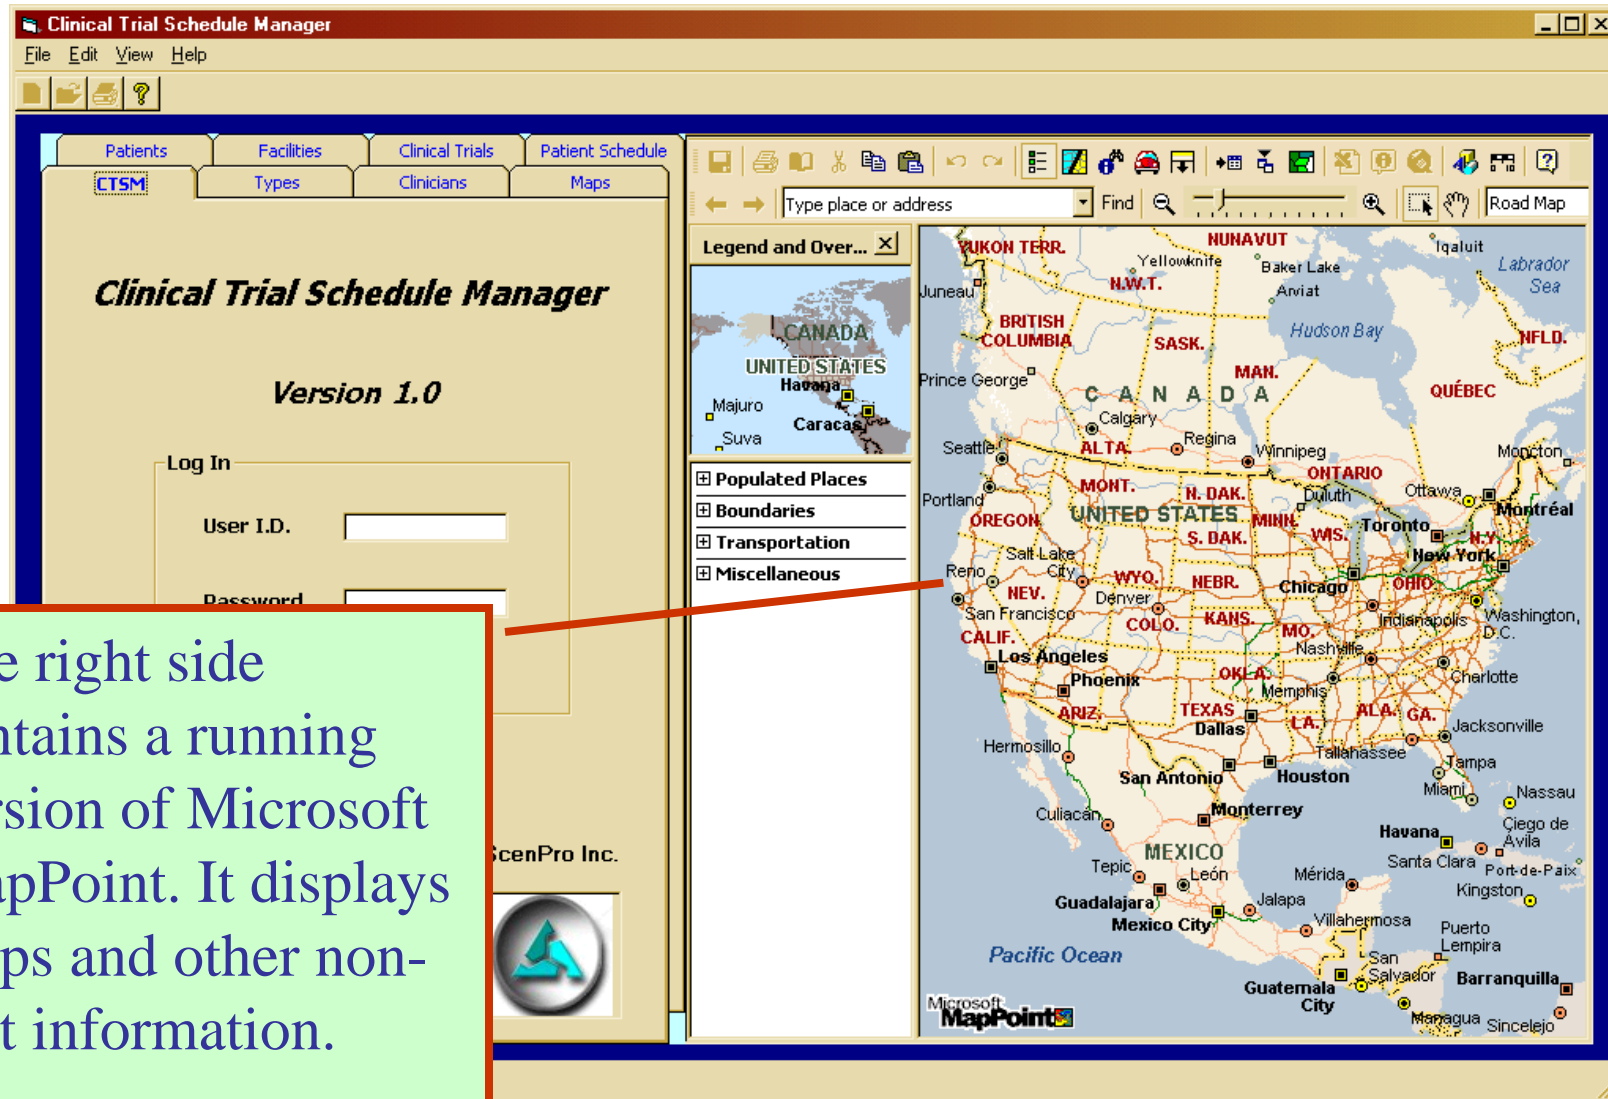 Clinical Trial Schedule Manager
File Edit View Help
Patients Facilities Clinical Trials Patient Schedule
CTSM Types Clinicians Maps
Clinical Trial Schedule Manager
Version 1.0
Log In
User I.D.
Password
ScenPro Inc.
e right side
ntains a running
rsion of Microsoft
apPoint. It displays
ps and other non-
t information.
Type place or address Find Road Map
Legend and Over...
CANADA
UNITED STATES
Havana
Majuro
Caracas
Suva
Populated Places
Boundaries
Transportation
Miscellaneous
YUKON TERR.
NUNAVUT
Iqaluit
Yellowknife
Baker Lake
Labrador
Sea
Juneau
N.W.T.
Arviat
BRITISH
COLUMBIA
SASK.
Hudson Bay
NFLD.
Prince George
MAN.
CANADA
QUÉBEC
Calgary
Seattle
ALTA.
Regina
Winnipeg
Moncton
ONTARIO
Portland
MONT.
N. DAK.
Duluth
Ottawa
Montréal
OREGON
UNITED STATES
MINN.
WIS.
Toronto
S. DAK.
N.Y.
New York
Salt Lake
City
Reno
NEV.
WYO.
NEBR.
Chicago
OHIO
Denver
San Francisco
COLO.
KANS.
MO.
Indianapolis
Washington,
D.C.
CALIF.
Nashville
Los Angeles
Phoenix
OKLA.
Memphis
Charlotte
ARIZ.
TEXAS
Dallas
LA.
ALA.
GA.
Jacksonville
Hermosillo
Tallahassee
San Antonio
Houston
Tampa
Miami
Nassau
Culiacán
Monterrey
Havana
Ciego de
Ávila
MEXICO
Santa Clara
Port-de-Paix
Tepic
León
Mérida
Kingston
Guadalajara
Jalapa
Mexico City
Villahermosa
Puerto
Lempira
Pacific Ocean
San
Salvador
Guatemala
City
Barranquilla
Managua
Sincelejo
Microsoft
MapPoint